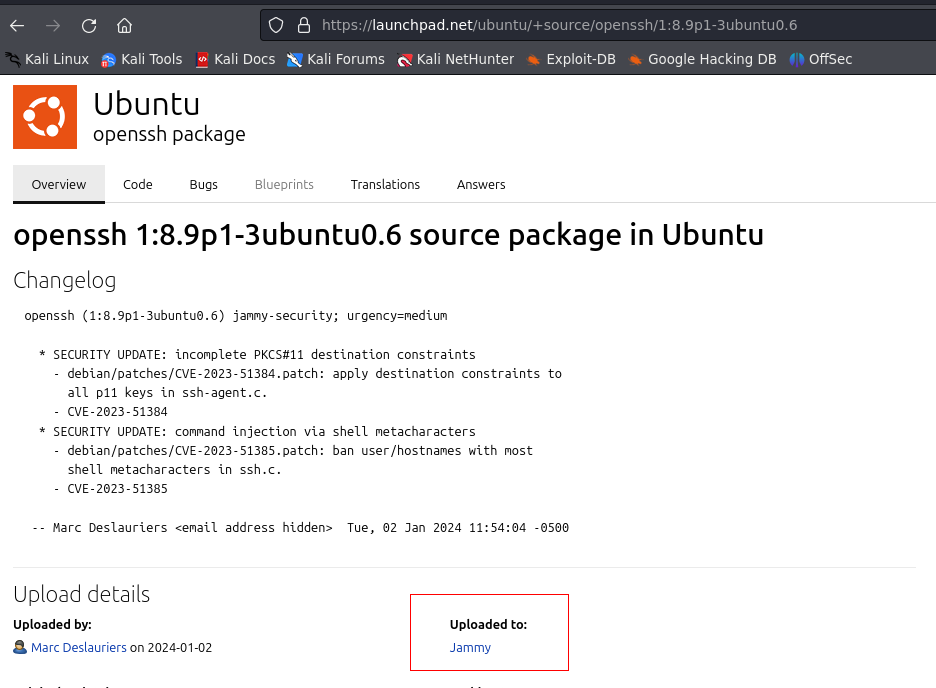 https://launchpad.net/ubuntu/+source/openssh/1:8.9p1-3ubuntu0.6
Kali Linux Kali Tools Kali Docs Kali Forums Kali NetHunter Exploit-DB Google Hacking DB OffSec
Ubuntu
openssh package
Overview Code Bugs Blueprints Translations Answers
openssh 1:8.9p1-3ubuntu0.6 source package in Ubuntu
Changelog
openssh (1:8.9p1-3ubuntu0.6) jammy-security; urgency=medium
* SECURITY UPDATE: incomplete PKCS#11 destination constraints
- debian/patches/CVE-2023-51384.patch: apply destination constraints to
all p11 keys in ssh-agent.c.
- CVE-2023-51384
* SECURITY UPDATE: command injection via shell metacharacters
- debian/patches/CVE-2023-51385.patch: ban user/hostnames with most
shell metacharacters in ssh.c.
- CVE-2023-51385
-- Marc Deslauriers <email address hidden>  Tue, 02 Jan 2024 11:54:04 -0500
Upload details
Uploaded by:
Marc Deslauriers on 2024-01-02
Uploaded to:
Jammy